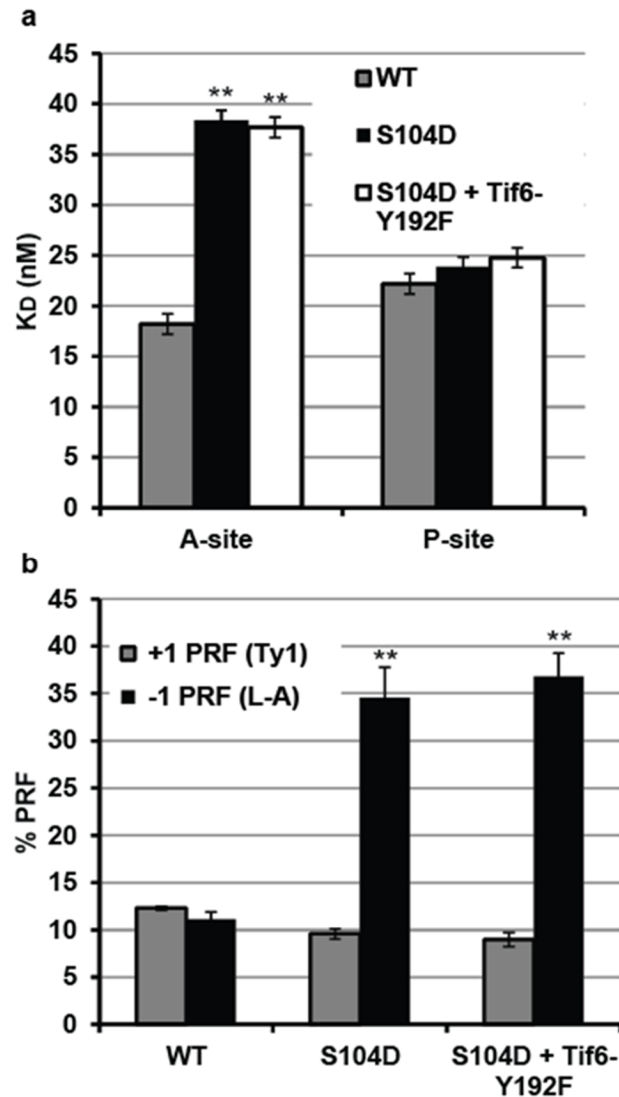 a
KD (nM)
45
40
35
30
25
20
15
10
5
0
** **
WT
S104D
S104D + Tif6-
Y192F
A-site P-site
b
% PRF
45
40
35
30
25
20
15
10
5
0
+1 PRF (Ty1)
-1 PRF (L-A)
** **
WT S104D S104D + Tif6-
Y192F